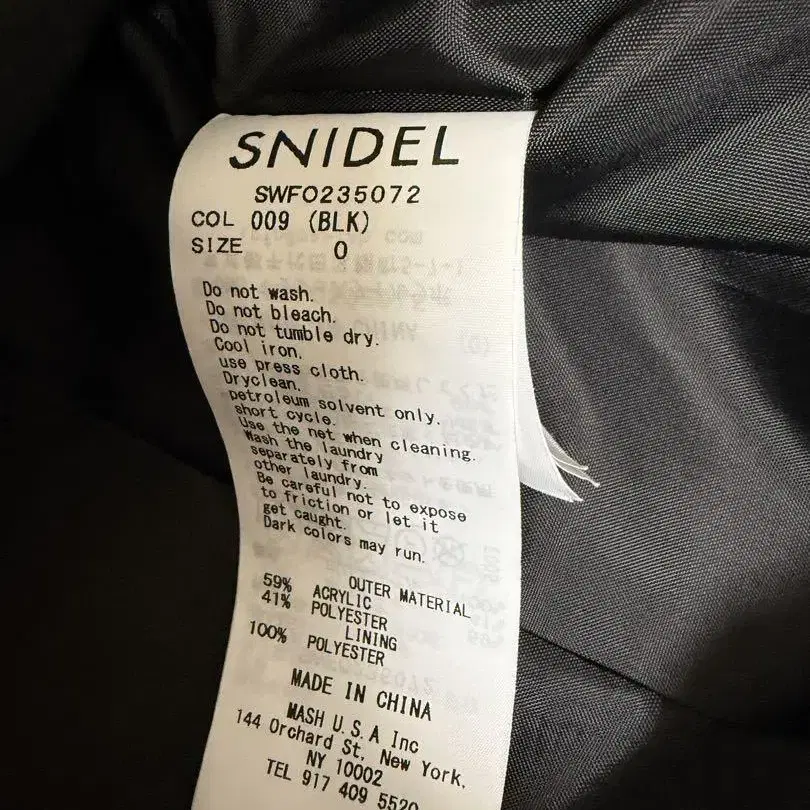 SNIDEL
SWFO235072
COL 009 (BLK)
SIZE 0
Do not wash.
Do not bleach.
Do not tumble dry.
Cool iron.
use press cloth.
Dryclean.
petroleum solvent only.
short cycle.
Use the net when cleaning.
Wash the laundry
separately from
other laundry.
Be careful not to expose
to friction or let it
get caught.
Dark colors may run.
OUTER MATERIAL
59% ACRYLIC
41% POLYESTER
LINING
100% POLYESTER
MADE IN CHINA
MASH U.S.A Inc
144 Orchard St, New York,
NY 10002
TEL 917 409 5520